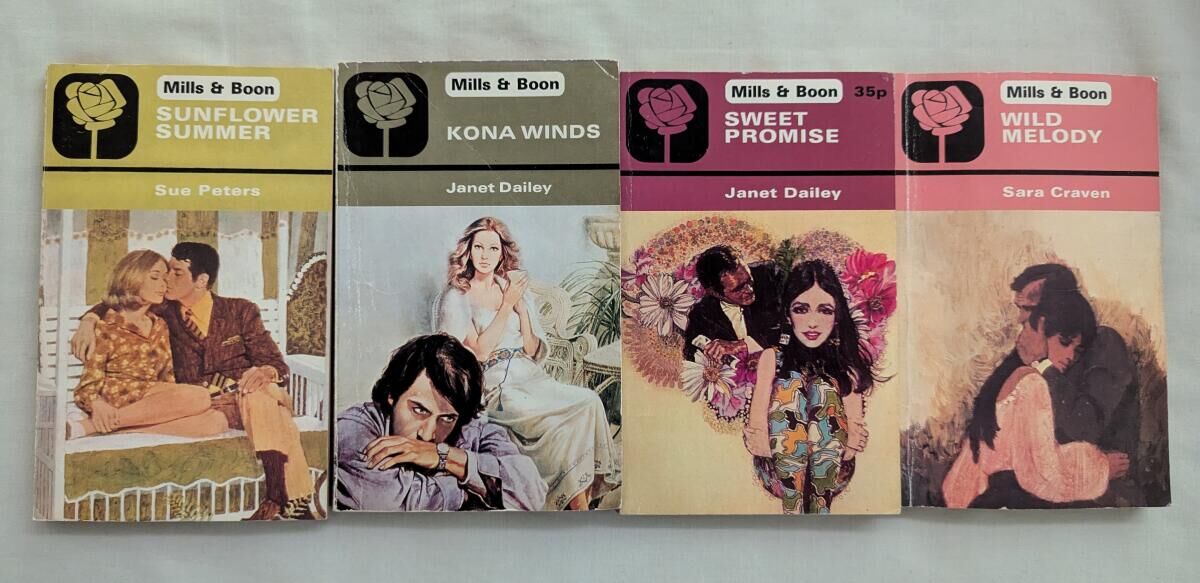 Mills & Boon
SUNFLOWER
SUMMER
Sue Peters
Mills & Boon
KONA WINDS
Janet Dailey
Mills & Boon 35p
SWEET
PROMISE
Janet Dailey
Mills & Boon
WILD
MELODY
Sara Craven